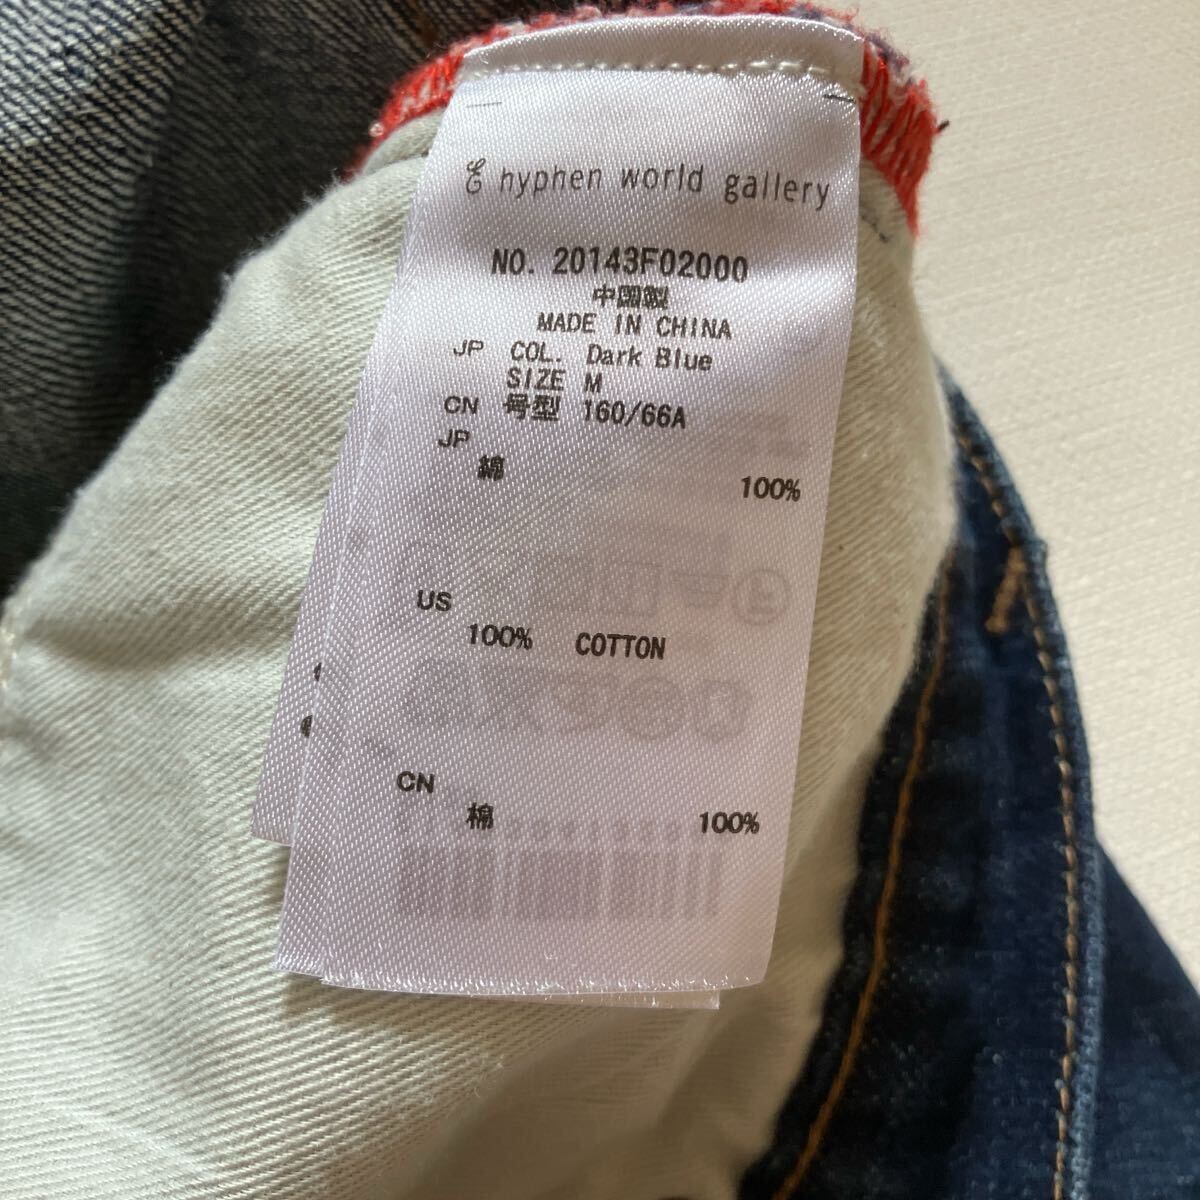 E hyphen world gallery
NO. 20143F02000
中国製
MADE IN CHINA
JP COL. Dark Blue
SIZE M
CN 号型 160/66A
JP
綿 100%
US
100% COTTON
CN
棉 100%